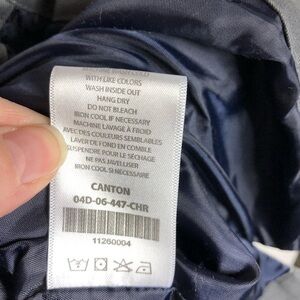 WITH LIKE COLORS
WASH INSIDE OUT
HANG DRY
DO NOT BLEACH
IRON COOL IF NECESSARY
MACHINE LAVAGE À FROID
AVEC DES COULEURS SEMBLABLES
LAVER DE FOND EN COMBLE
SUSPENDRE POUR LE SÉCHAGE
NE PAS JAVELISER
IRON COOL SI NÉCESSAIRE
CANTON
04D-06-447-CHR
11260004